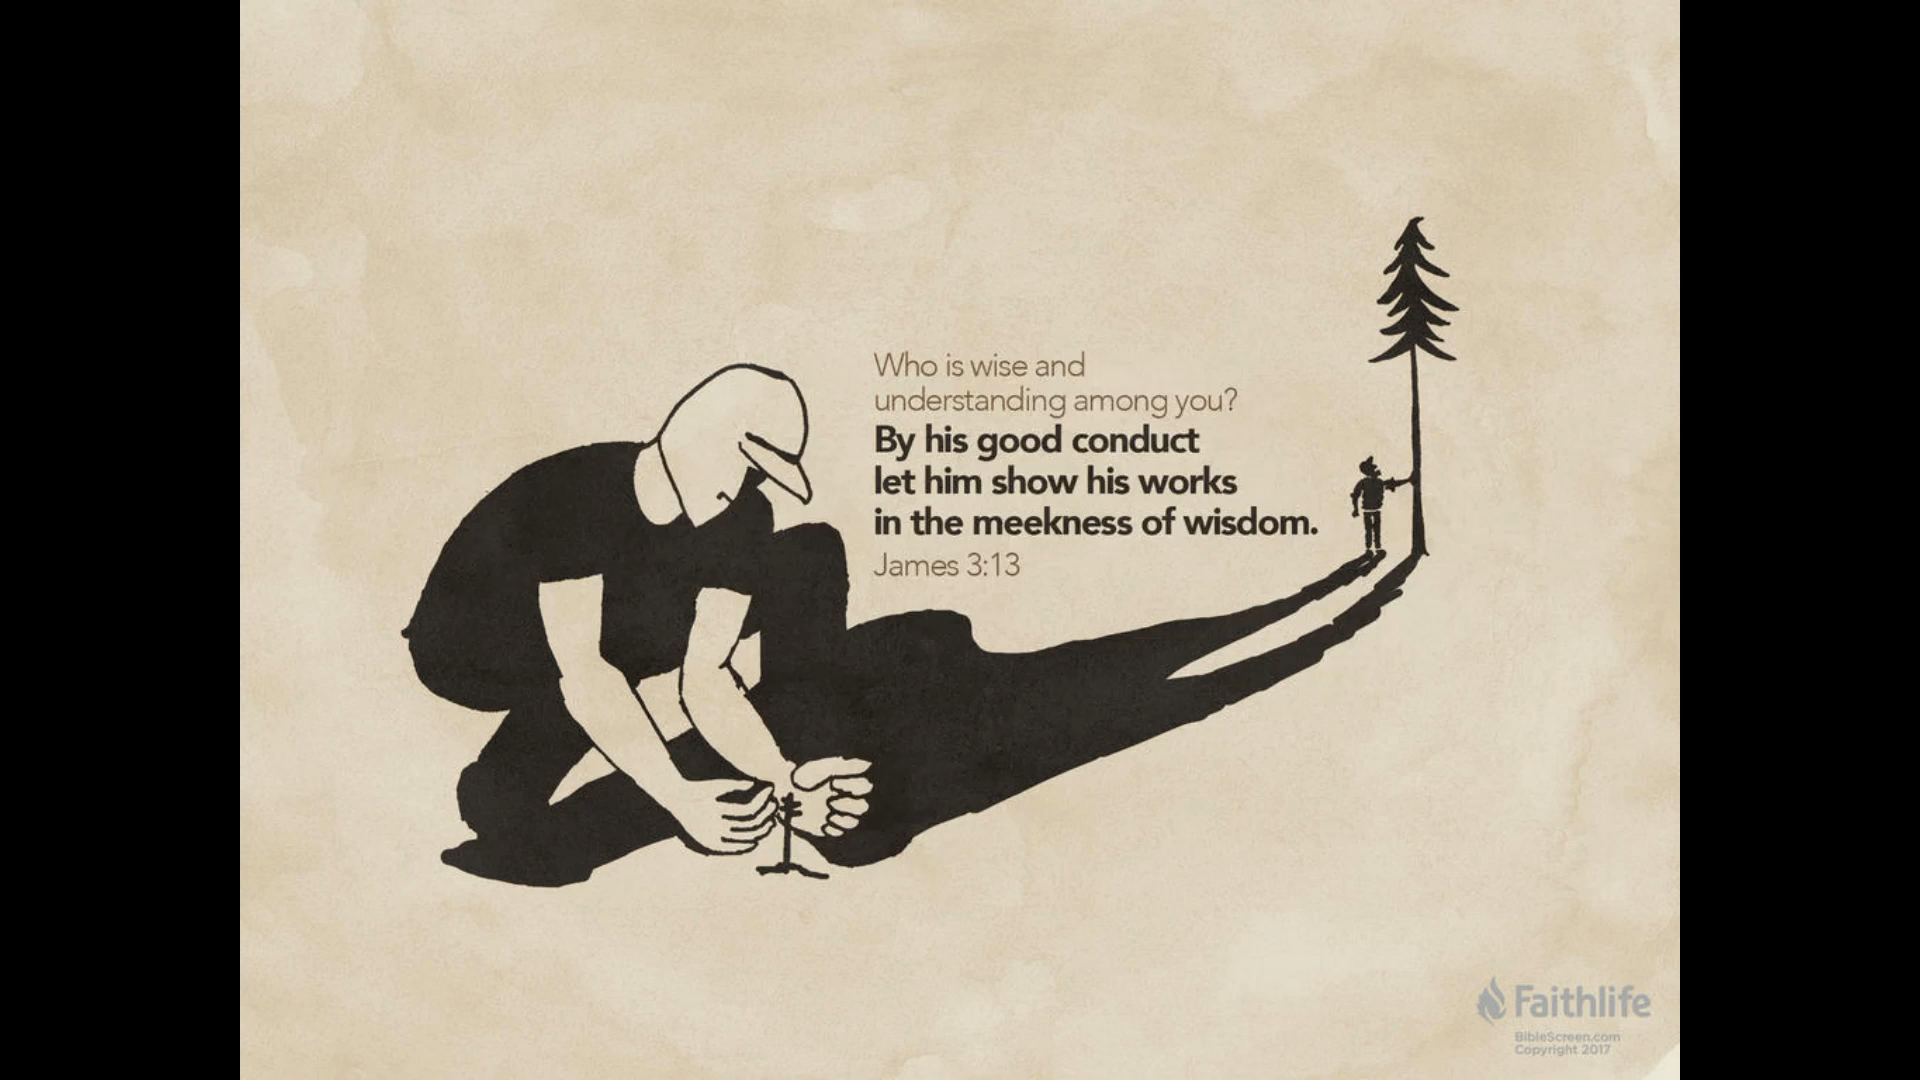 Who is wise and
understanding among you?
By his good conduct
let him show his works
in the meekness of wisdom.
James 3:13
Faithlife
BibleScreen.com
Copyright 2017